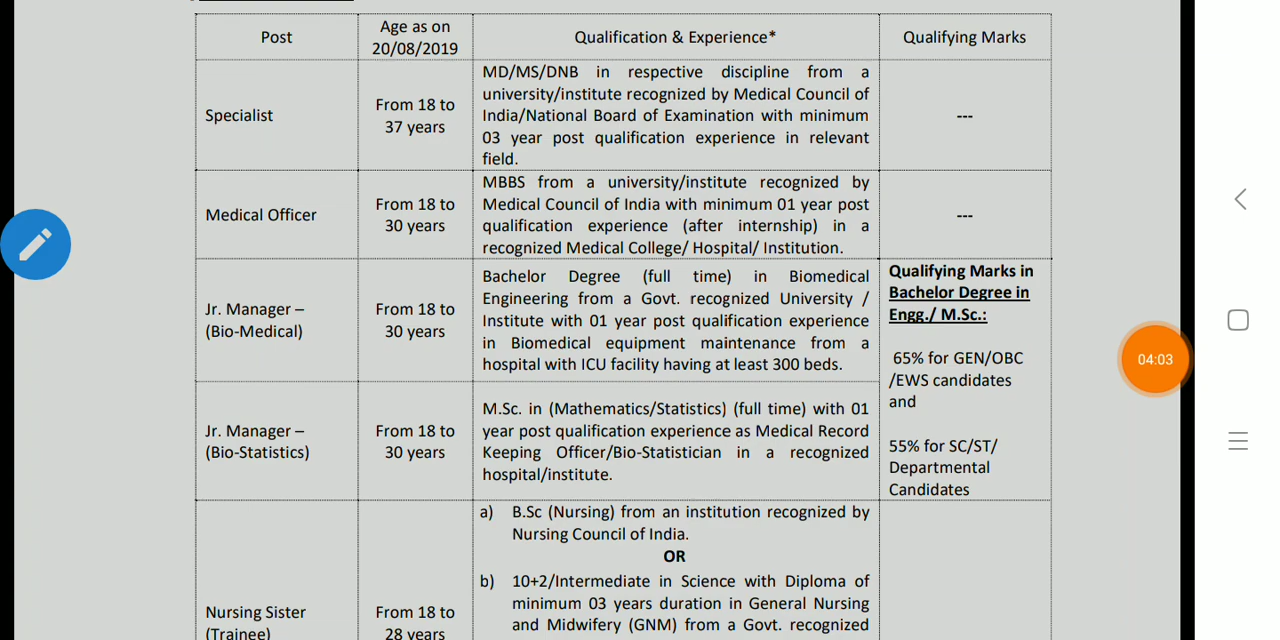 Post
Age as on
20/08/2019
Qualification & Experience*
Qualifying Marks
Specialist
From 18 to
37 years
MD/MS/DNB in respective discipline from a
university/institute recognized by Medical Council of
India/National Board of Examination with minimum
03 year post qualification experience in relevant
field.
---
Medical Officer
From 18 to
30 years
MBBS from a university/institute recognized by
Medical Council of India with minimum 01 year post
qualification experience (after internship) in a
recognized Medical College/ Hospital/ Institution.
---
Jr. Manager –
(Bio-Medical)
From 18 to
30 years
Bachelor Degree (full time) in Biomedical
Engineering from a Govt. recognized University /
Institute with 01 year post qualification experience
in Biomedical equipment maintenance from a
hospital with ICU facility having at least 300 beds.
Qualifying Marks in
Bachelor Degree in
Engg./ M.Sc.:
65% for GEN/OBC
/EWS candidates
and
55% for SC/ST/
Departmental
Candidates
Jr. Manager –
(Bio-Statistics)
From 18 to
30 years
M.Sc. in (Mathematics/Statistics) (full time) with 01
year post qualification experience as Medical Record
Keeping Officer/Bio-Statistician in a recognized
hospital/institute.
Nursing Sister
(Trainee)
From 18 to
28 years
a) B.Sc (Nursing) from an institution recognized by
Nursing Council of India.
OR
b) 10+2/Intermediate in Science with Diploma of
minimum 03 years duration in General Nursing
and Midwifery (GNM) from a Govt. recognized
04:03